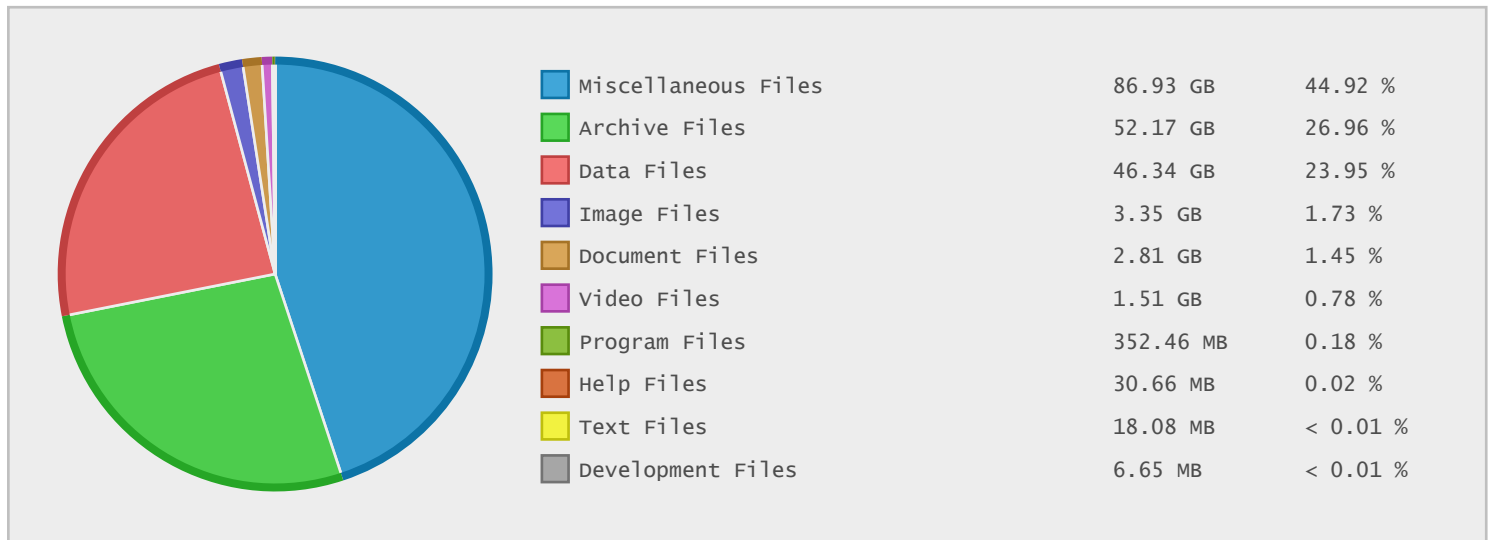 Miscellaneous Files 86.93 GB 44.92 %
Archive Files 52.17 GB 26.96 %
Data Files 46.34 GB 23.95 %
Image Files 3.35 GB 1.73 %
Document Files 2.81 GB 1.45 %
Video Files 1.51 GB 0.78 %
Program Files 352.46 MB 0.18 %
Help Files 30.66 MB 0.02 %
Text Files 18.08 MB < 0.01 %
Development Files 6.65 MB < 0.01 %